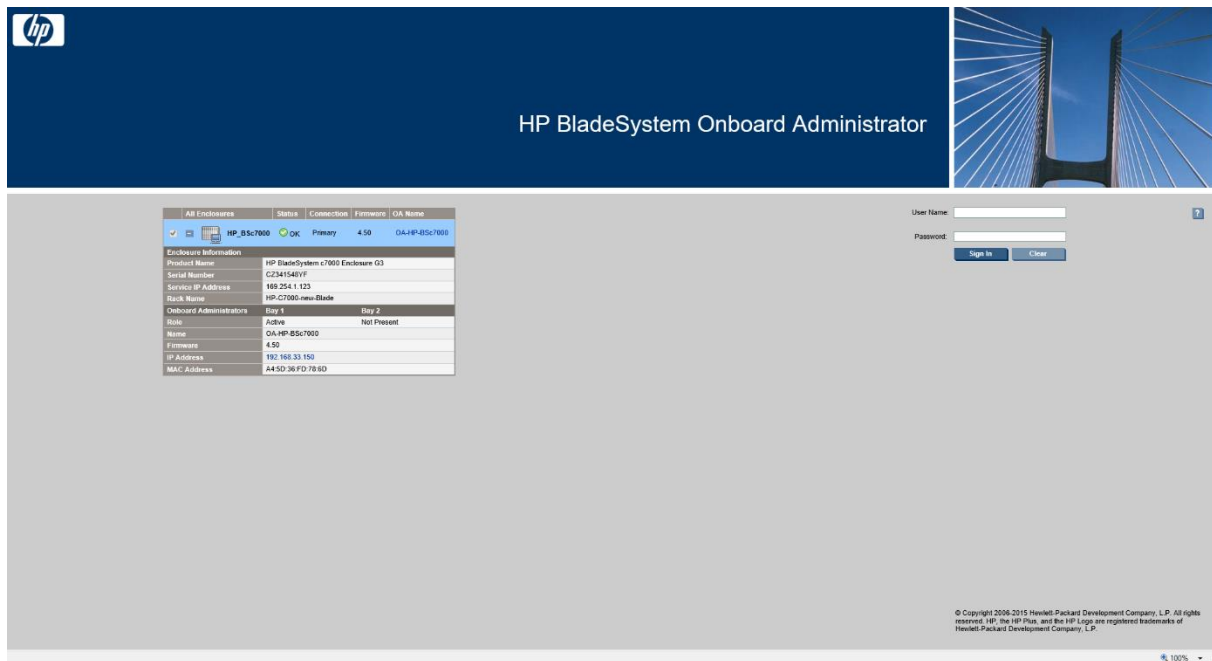 hp
HP BladeSystem Onboard Administrator
All Enclosures Status Connection Firmware OA Name
HP_BSc7000 OK Primary 4.50 OA-HP-BSc7000
Enclosure Information
Product Name HP BladeSystem c7000 Enclosure G3
Serial Number CZ341548YF
Service IP Address 169.254.1.123
Rack Name HP-C7000-new-Blade
Onboard Administrators Bay 1 Bay 2
Role Active Not Present
Name OA-HP-BSc7000
Firmware 4.50
IP Address 192.168.33.150
MAC Address A4:5D:36:FD:78:6D
User Name:
?
Password:
Sign In Clear
© Copyright 2006-2015 Hewlett-Packard Development Company, L.P. All rights
reserved. HP, the HP Plus, and the HP Logo are registered trademarks of
Hewlett-Packard Development Company, L.P.
100%